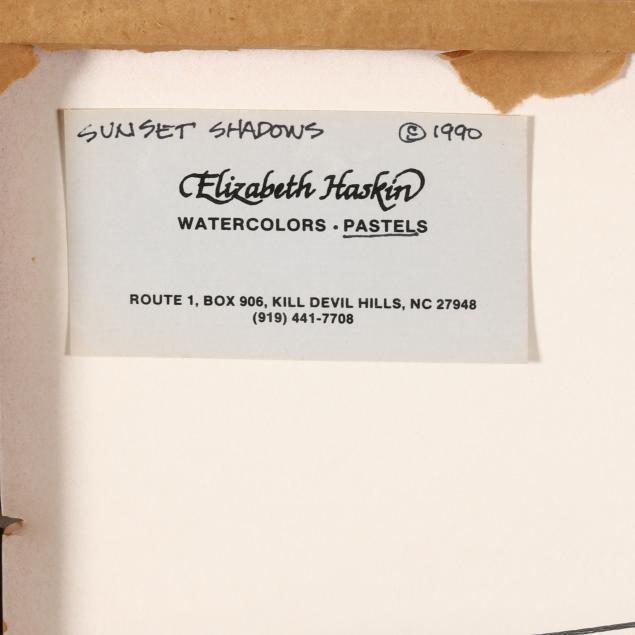 SUNSET SHADOWS © 1990
Elizabeth Haskin
WATERCOLORS • PASTELS
ROUTE 1, BOX 906, KILL DEVIL HILLS, NC 27948
(919) 441-7708